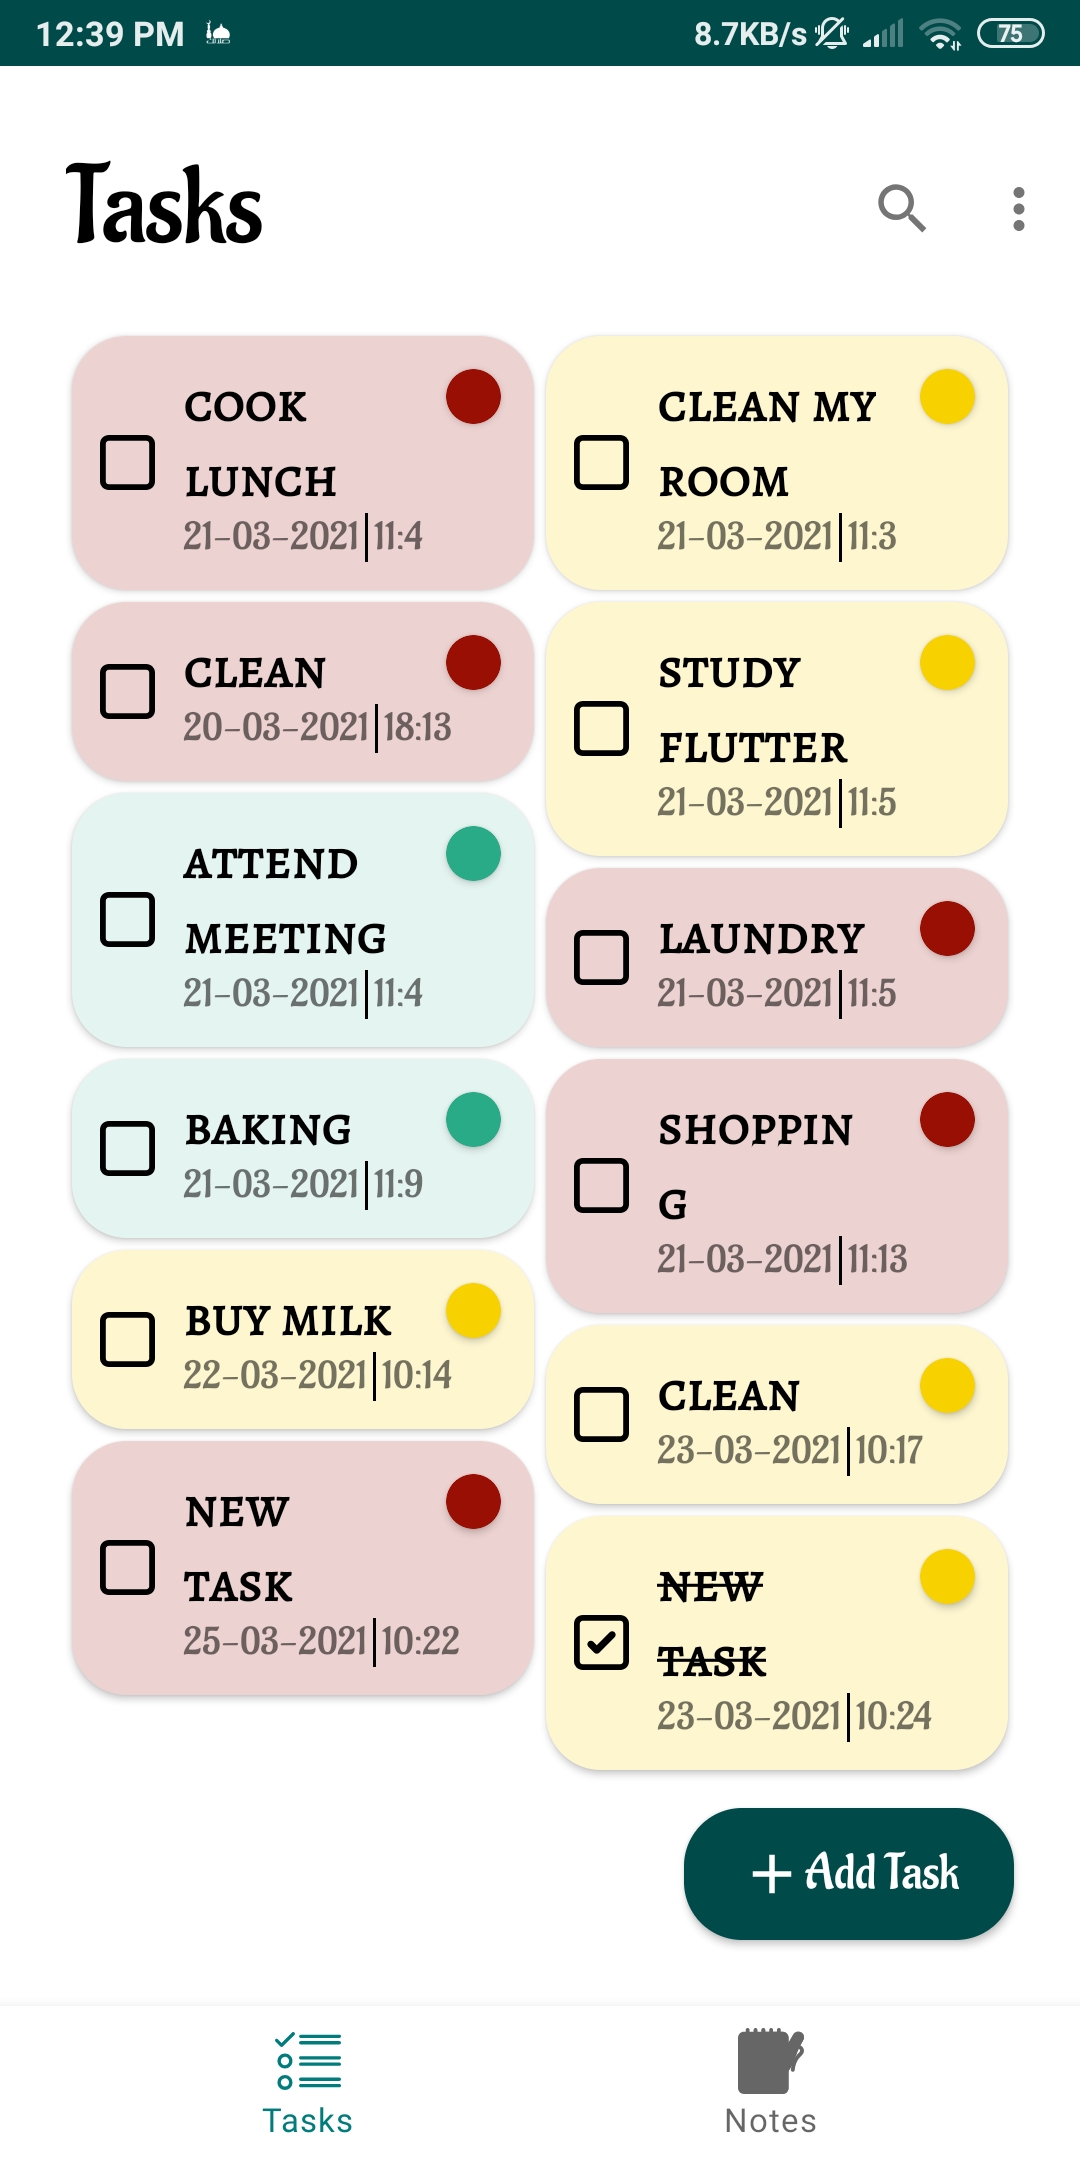 12:39 PM
8.7KB/s
75
Tasks
COOK
LUNCH
21-03-2021|11:4
CLEAN MY
ROOM
21-03-2021|11:3
CLEAN
20-03-2021|18:13
STUDY
FLUTTER
21-03-2021|11:5
ATTEND
MEETING
21-03-2021|11:4
LAUNDRY
21-03-2021|11:5
BAKING
21-03-2021|11:9
SHOPPIN
G
21-03-2021|11:13
BUY MILK
22-03-2021|10:14
CLEAN
23-03-2021|10:17
NEW
TASK
25-03-2021|10:22
NEW
TASK
23-03-2021|10:24
+ Add Task
Tasks
Notes